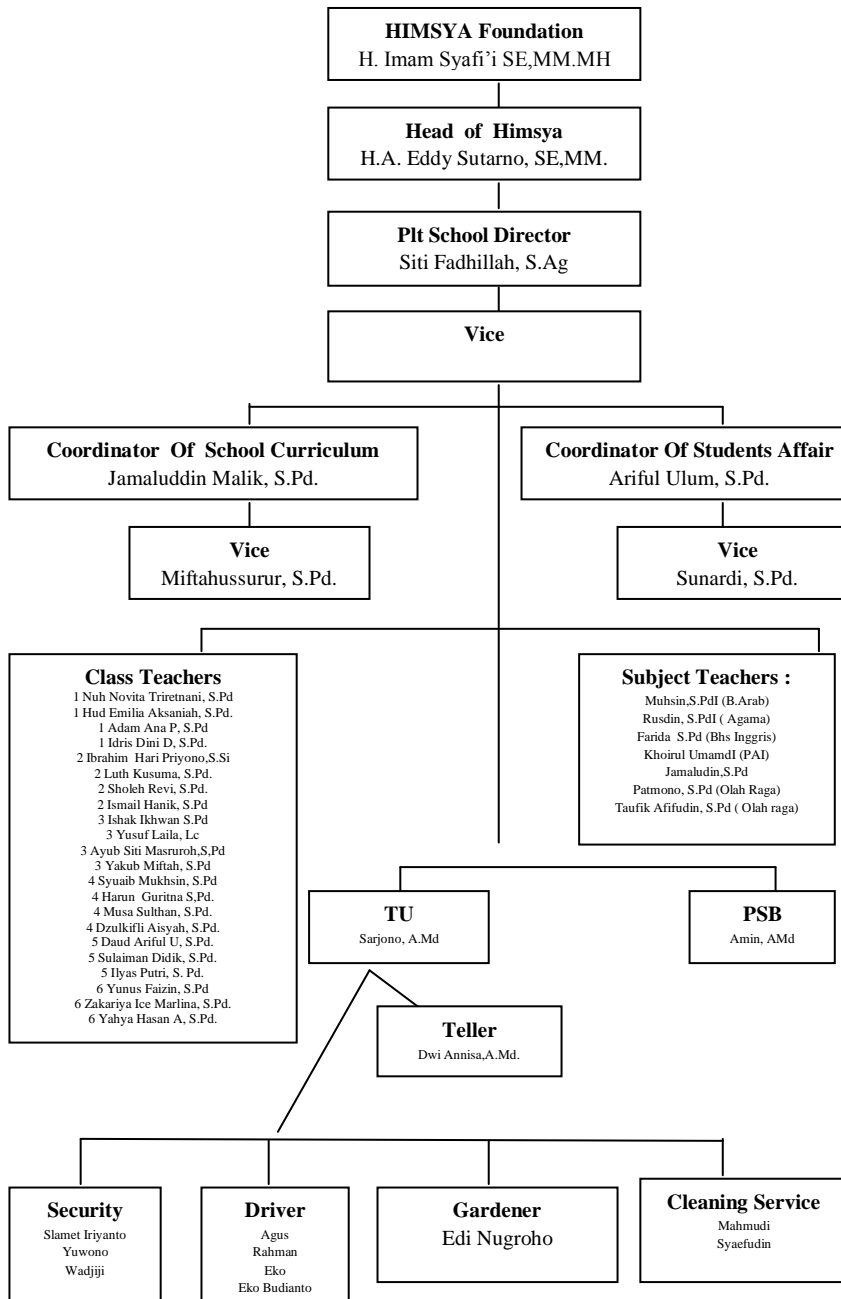 HIMSYA Foundation
H. Imam Syafi’i SE,MM.MH
Head of Himsya
H.A. Eddy Sutarno, SE,MM.
Plt School Director
Siti Fadhillah, S.Ag
Vice
Coordinator Of School Curriculum
Jamaluddin Malik, S.Pd.
Coordinator Of Students Affair
Ariful Ulum, S.Pd.
Vice
Miftahussurur, S.Pd.
Vice
Sunardi, S.Pd.
Class Teachers
1 Nuh Novita Triretnani, S.Pd
1 Hud Emilia Aksaniah, S.Pd.
1 Adam Ana P, S.Pd
1 Idris Dini D, S.Pd.
2 Ibrahim Hari Priyono,S.Si
2 Luth Kusuma, S.Pd.
2 Sholeh Revi, S.Pd.
2 Ismail Hanik, S.Pd
3 Ishak Ikhwan S.Pd
3 Yusuf Laila, Lc
3 Ayub Siti Masruroh,S,Pd
3 Yakub Miftah, S.Pd
4 Syuaib Mukhsin, S.Pd
4 Harun Guritna S,Pd.
4 Musa Sulthan, S.Pd.
4 Dzulkifli Aisyah, S.Pd.
5 Daud Ariful U, S.Pd.
5 Sulaiman Didik, S.Pd.
5 Ilyas Putri, S. Pd.
6 Yunus Faizin, S.Pd
6 Zakariya Ice Marlina, S.Pd.
6 Yahya Hasan A, S.Pd.
Subject Teachers :
Muhsin,S.PdI (B.Arab)
Rusdin, S.PdI ( Agama)
Farida S.Pd (Bhs Inggris)
Khoirul UmamdI (PAI)
Jamaludin,S.Pd
Patmono, S.Pd (Olah Raga)
Taufik Afifudin, S.Pd ( Olah raga)
TU
Sarjono, A.Md
PSB
Amin, AMd
Teller
Dwi Annisa,A.Md.
Security
Slamet Iriyanto
Yuwono
Wadjiji
Driver
Agus
Rahman
Eko
Eko Budianto
Gardener
Edi Nugroho
Cleaning Service
Mahmudi
Syaefudin